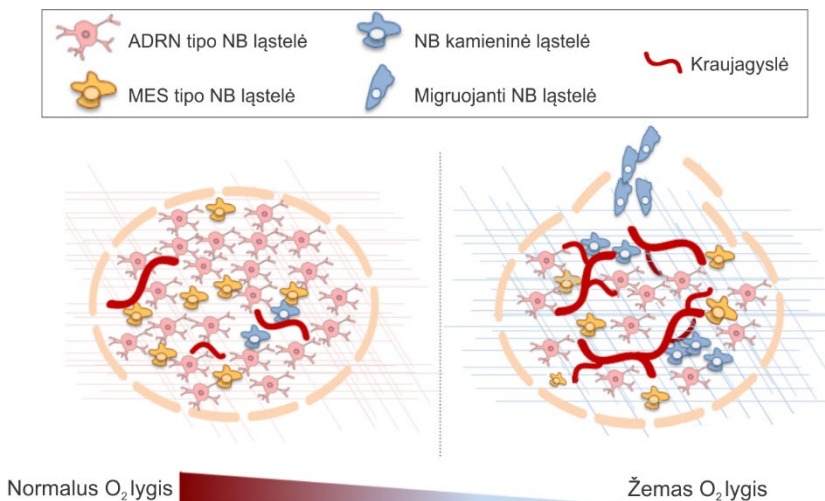 ADRN tipo NB ląstelė
NB kamieninė ląstelė
Kraujagyslė
MES tipo NB ląstelė
Migruojanti NB ląstelė
Normalus O₂ lygis
Žemas O₂ lygis